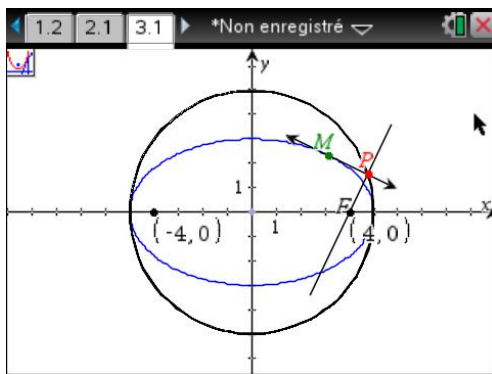 1.2 2.1 3.1 *Non enregistré
y
M
P
1
F
x
(-4,0) 1 (4,0)